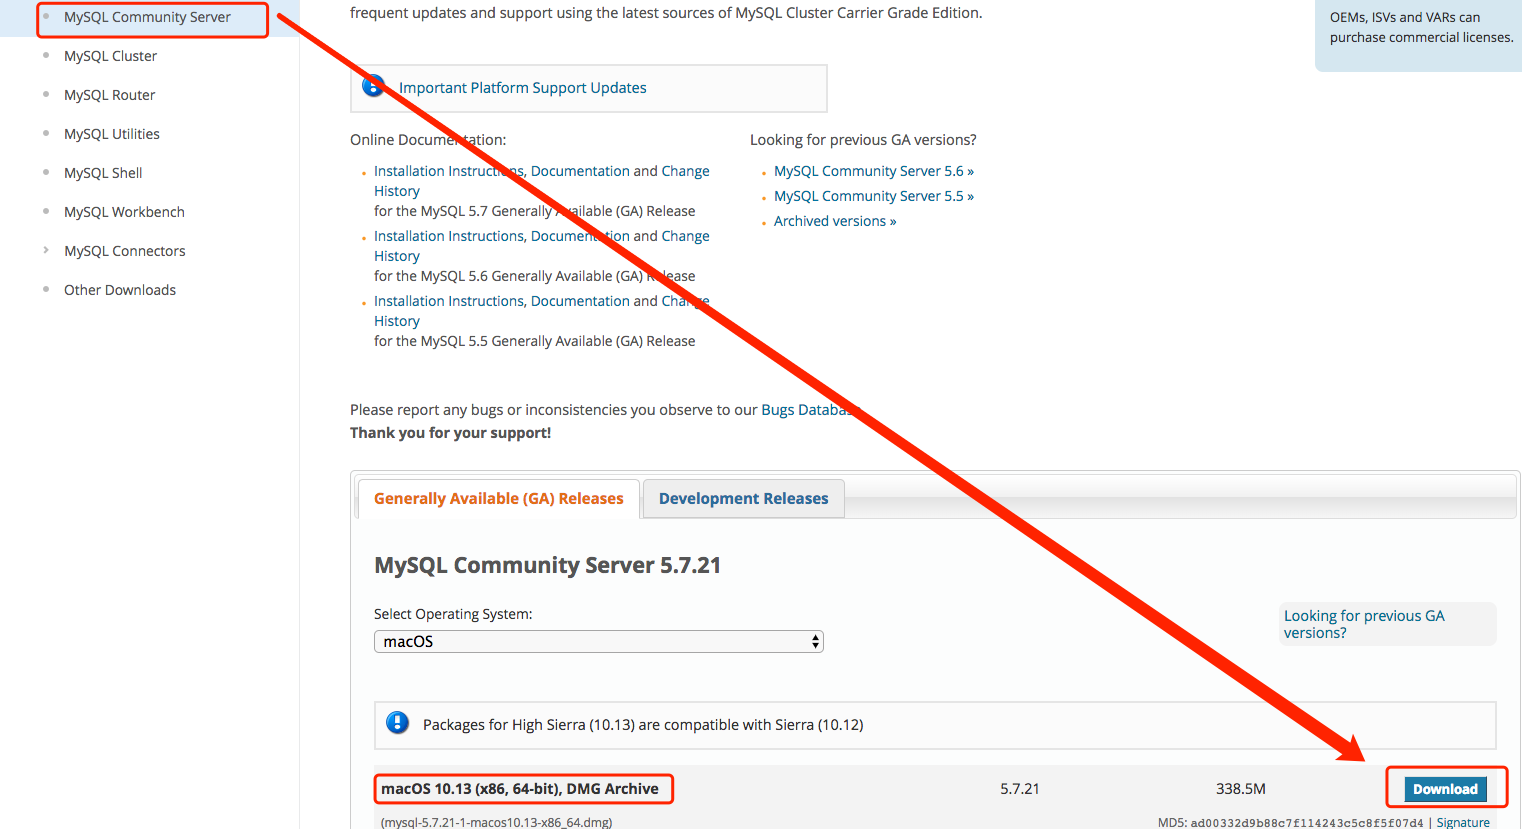 MySQL Community Server
MySQL Cluster
MySQL Router
MySQL Utilities
MySQL Shell
MySQL Workbench
MySQL Connectors
Other Downloads
frequent updates and support using the latest sources of MySQL Cluster Carrier Grade Edition.
OEMs, ISVs and VARs can
purchase commercial licenses.
Important Platform Support Updates
Online Documentation:
Installation Instructions, Documentation and Change
History
for the MySQL 5.7 Generally Available (GA) Release
Installation Instructions, Documentation and Change
History
for the MySQL 5.6 Generally Available (GA) Release
Installation Instructions, Documentation and Change
History
for the MySQL 5.5 Generally Available (GA) Release
Looking for previous GA versions?
MySQL Community Server 5.6 »
MySQL Community Server 5.5 »
Archived versions »
Please report any bugs or inconsistencies you observe to our Bugs Database.
Thank you for your support!
Generally Available (GA) Releases
Development Releases
MySQL Community Server 5.7.21
Select Operating System:
macOS
Looking for previous GA
versions?
Packages for High Sierra (10.13) are compatible with Sierra (10.12)
macOS 10.13 (x86, 64-bit), DMG Archive 5.7.21 338.5M Download
(mysql-5.7.21-1-macos10.13-x86_64.dmg) MD5: ad00332d9b88c7f114243c5c8f5f07d4 | Signature